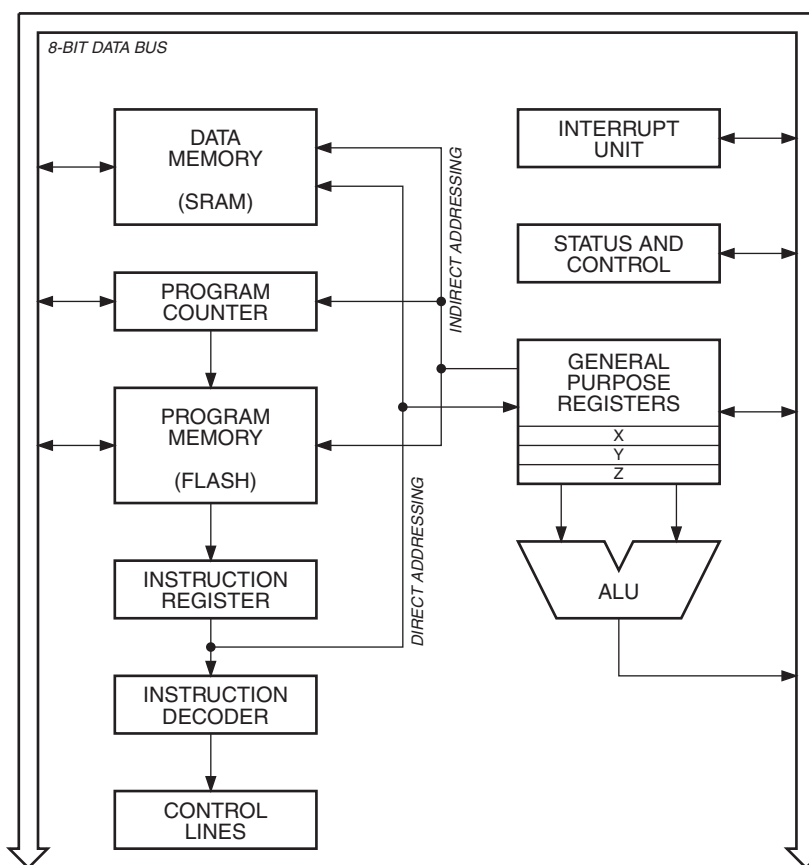 8-BIT DATA BUS
DATA
MEMORY
(SRAM)
PROGRAM
COUNTER
PROGRAM
MEMORY
(FLASH)
INSTRUCTION
REGISTER
INSTRUCTION
DECODER
CONTROL
LINES
INDIRECT ADDRESSING
DIRECT ADDRESSING
INTERRUPT
UNIT
STATUS AND
CONTROL
GENERAL
PURPOSE
REGISTERS
X
Y
Z
ALU